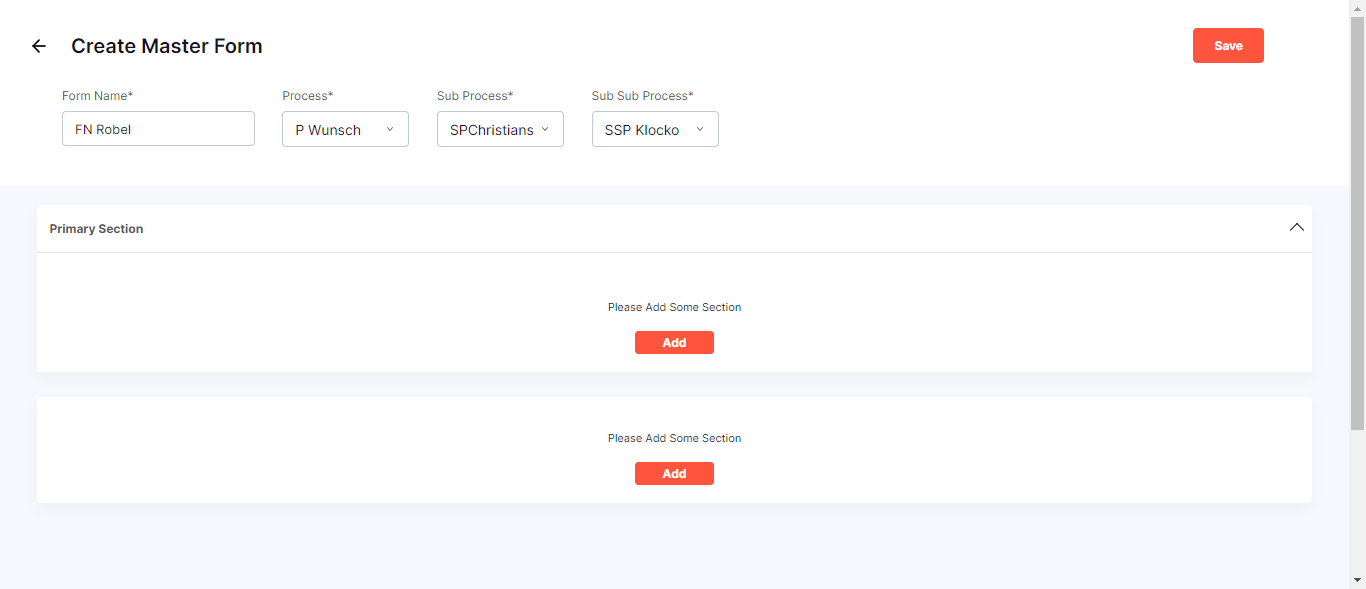 Create Master Form
Save
Form Name*
Process*
Sub Process*
Sub Sub Process*
FN Robel
P Wunsch
SPChristians
SSP Klocko
Primary Section
Please Add Some Section
Add
Please Add Some Section
Add